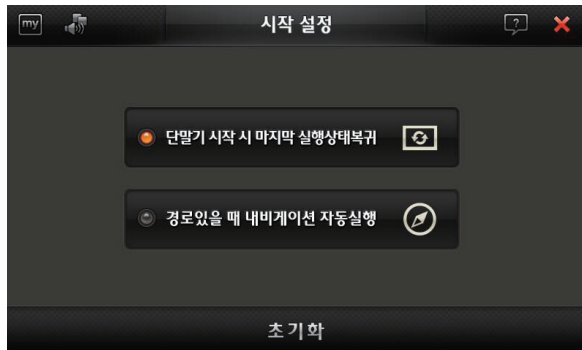 my
시작 설정
?
단말기 시작 시 마지막 실행상태복귀
경로있을 때 내비게이션 자동실행
초기화